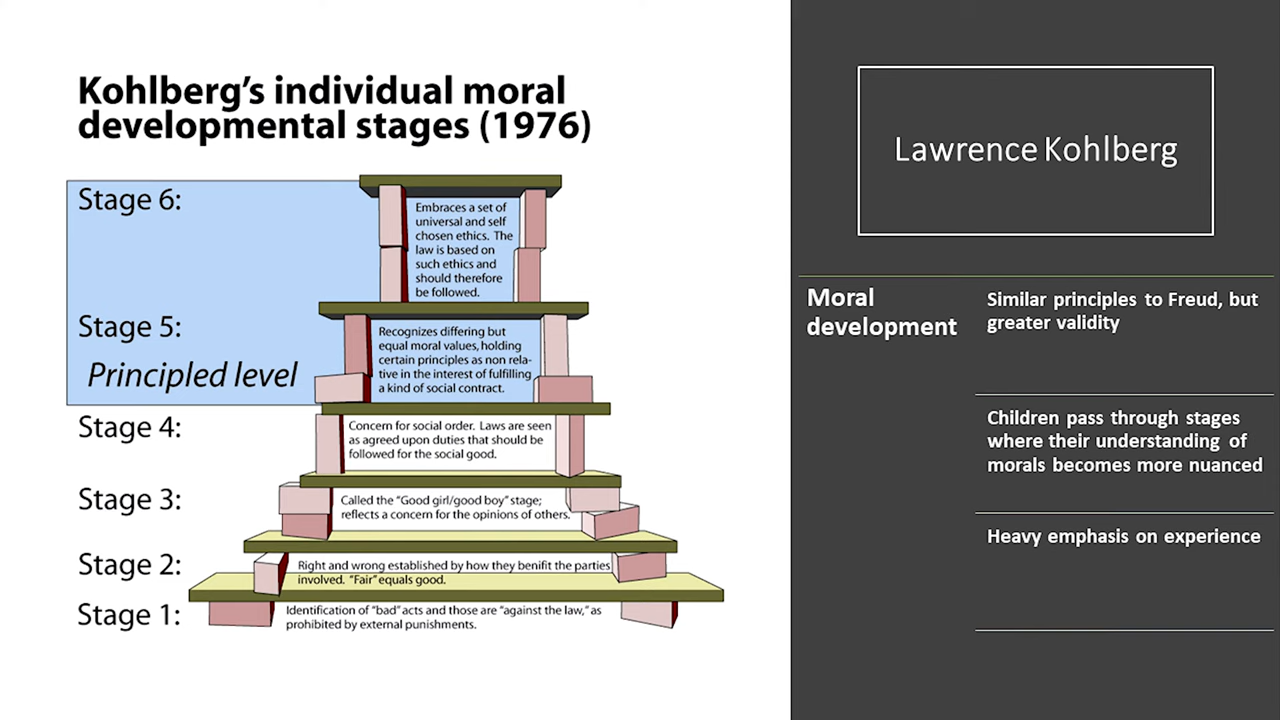 Kohlberg's individual moral
developmental stages (1976)
Stage 6:
Embraces a set of
universal and self
chosen ethics. The
law is based on
such ethics and
should therefore
be followed.
Stage 5:
Principled level
Recognizes differing but
equal moral values, holding
certain principles as non rela-
tive in the interest of fulfilling
a kind of social contract.
Stage 4:
Concern for social order. Laws are seen
as agreed upon duties that should be
followed for the social good.
Stage 3:
Called the "Good girl/good boy" stage;
reflects a concern for the opinions of others.
Stage 2:
Right and wrong established by how they benifit the parties
involved. "Fair" equals good.
Stage 1:
Identification of "bad" acts and those are "against the law," as
prohibited by external punishments.
Lawrence Kohlberg
Moral
development
Similar principles to Freud, but
greater validity
Children pass through stages
where their understanding of
morals becomes more nuanced
Heavy emphasis on experience